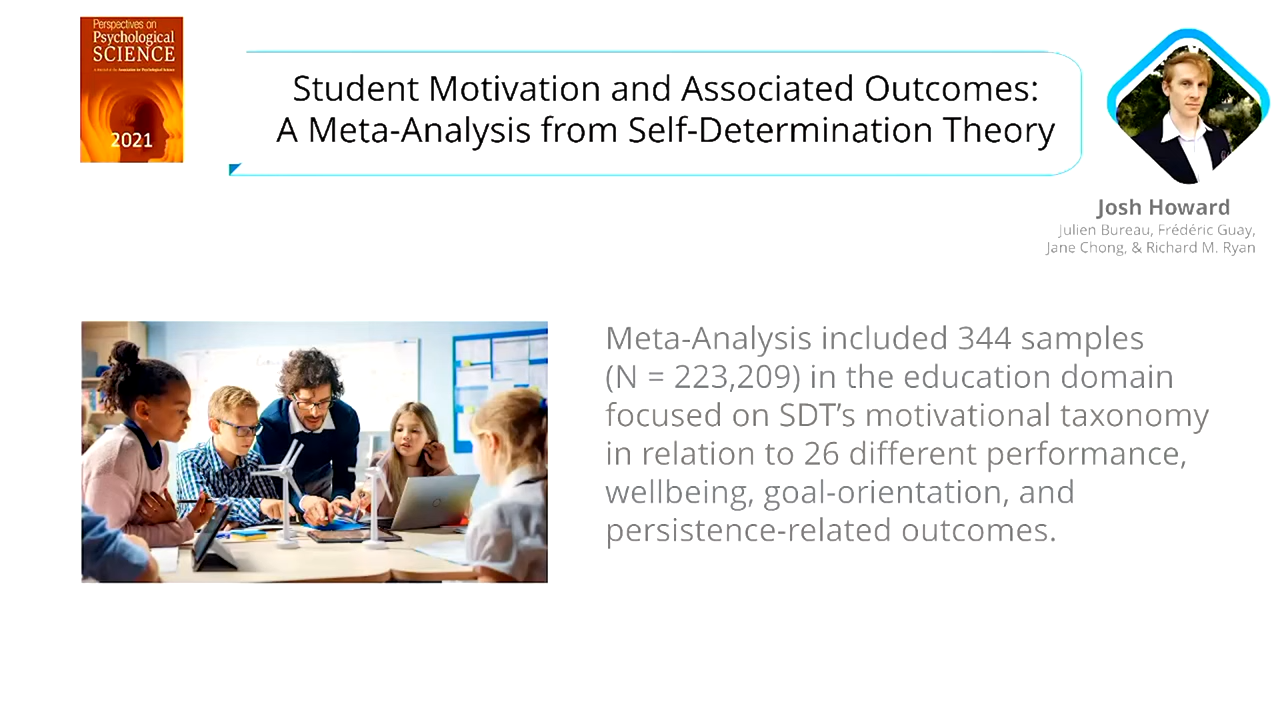 Perspectives on
Psychological
SCIENCE
2021
Student Motivation and Associated Outcomes:
A Meta-Analysis from Self-Determination Theory
Josh Howard
Julien Bureau, Frédéric Guay,
Jane Chong, & Richard M. Ryan
Meta-Analysis included 344 samples
(N = 223,209) in the education domain
focused on SDT’s motivational taxonomy
in relation to 26 different performance,
wellbeing, goal-orientation, and
persistence-related outcomes.